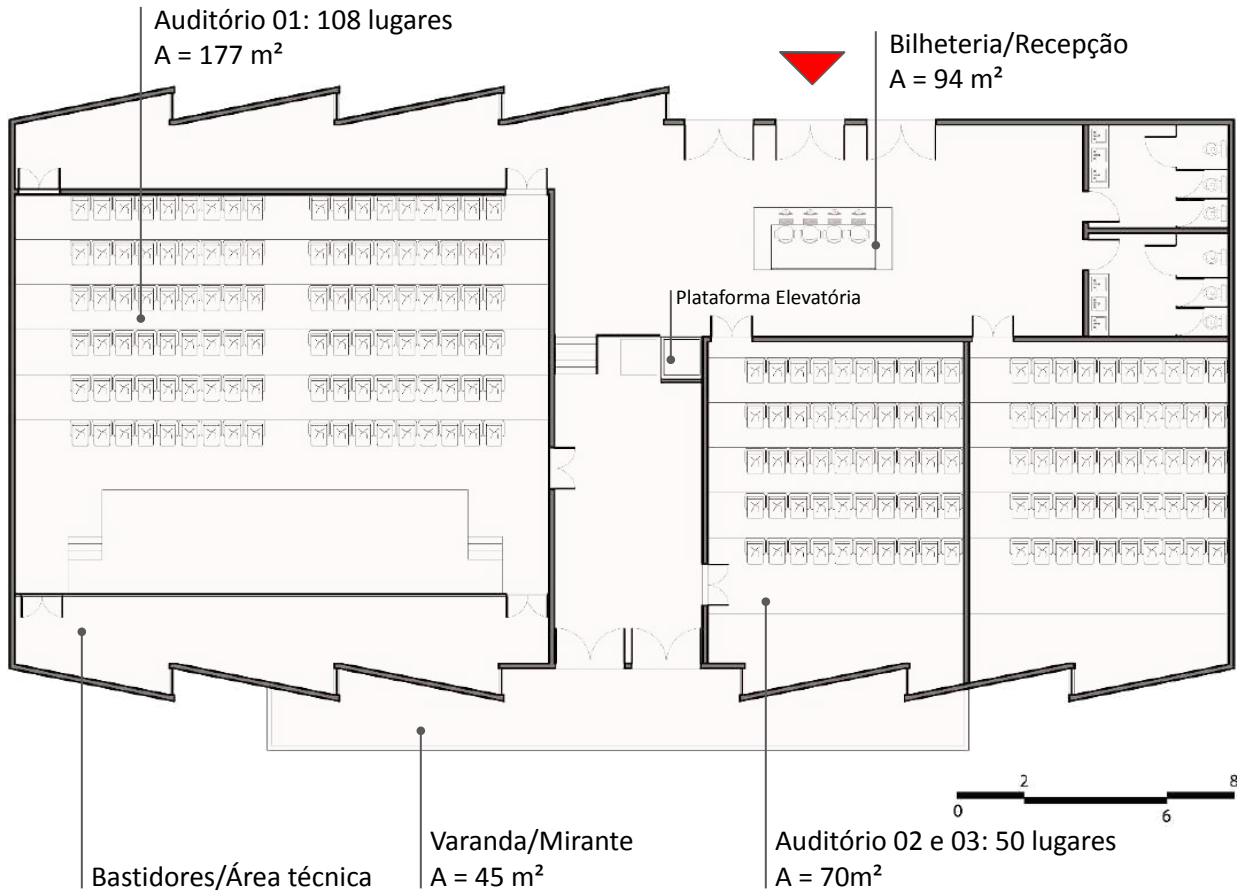 Auditório 01: 108 lugares
A = 177 m²
Bilheteria/Recepção
A = 94 m²
Plataforma Elevatória
2
8
0
6
Bastidores/Área técnica
Varanda/Mirante
A = 45 m²
Auditório 02 e 03: 50 lugares
A = 70m²